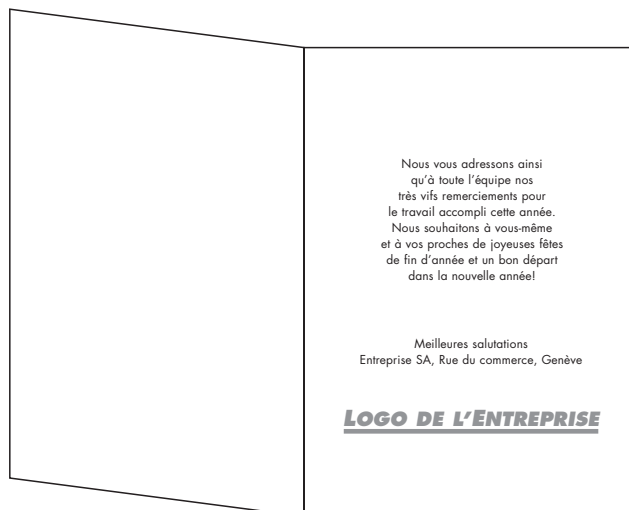 Nous vous adressons ainsi
qu’à toute l’équipe nos
très vifs remerciements pour
le travail accompli cette année.
Nous souhaitons à vous-même
et à vos proches de joyeuses fêtes
de fin d’année et un bon départ
dans la nouvelle année!
Meilleures salutations
Entreprise SA, Rue du commerce, Genève
LOGO DE L’ENTREPRISE